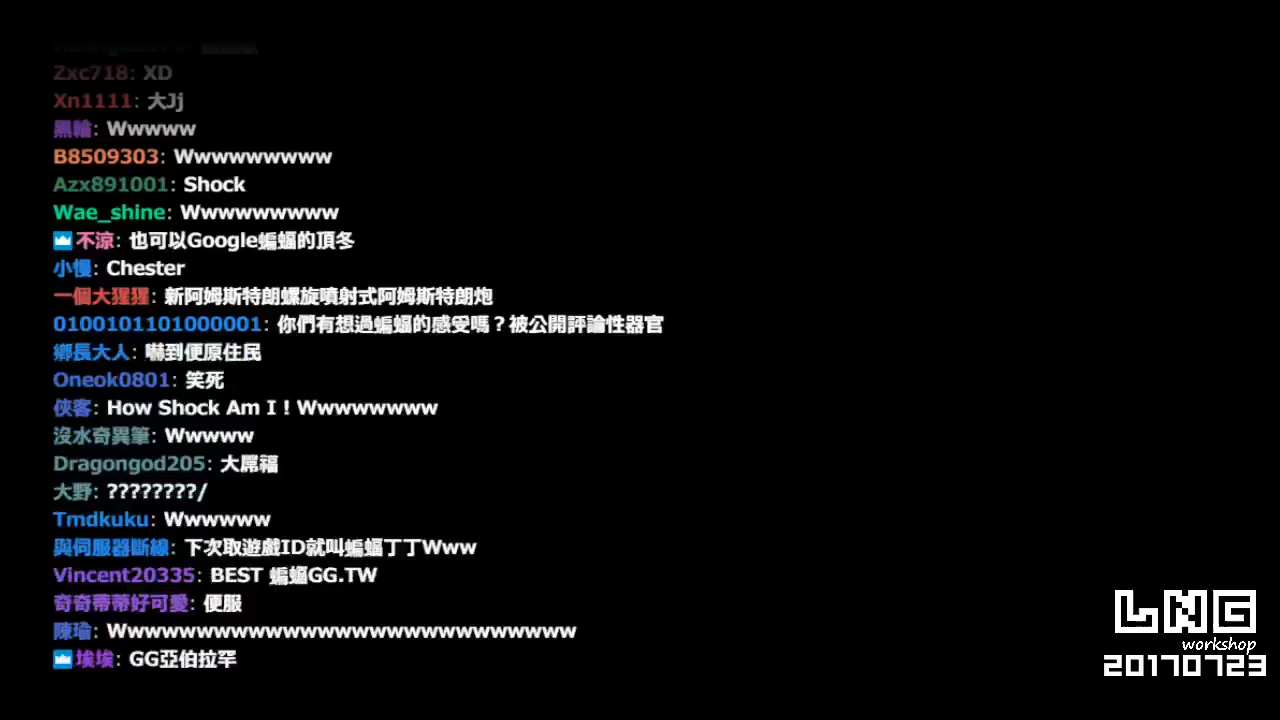 Zxc718: XD
Xn1111: 大Jj
黑輪: Wwwww
B8509303: Wwwwwwwww
Azx891001: Shock
Wae_shine: Wwwwwwwww
不涼: 也可以Google蝙蝠的頂冬
小慢: Chester
一個大猩猩: 新阿姆斯特朗螺旋噴射式阿姆斯特朗炮
0100101101000001: 你們有想過蝙蝠的感受嗎？被公開評論性器官
鄉長大人: 嚇到便原住民
Oneok0801: 笑死
俠客: How Shock Am I ! Wwwwwwww
沒水奇異筆: Wwwww
Dragongod205: 大屌福
大野: ????????/
Tmdkuku: Wwwwww
與伺服器斷線: 下次取遊戲ID就叫蝙蝠丁丁Www
Vincent20335: BEST 蝙蝠GG.TW
奇奇蒂蒂好可愛: 便服
陳瑜: Wwwwwwwwwwwwwwwwwwwwwwwwwww
埃埃: GG亞伯拉罕
LNG
workshop
20170723